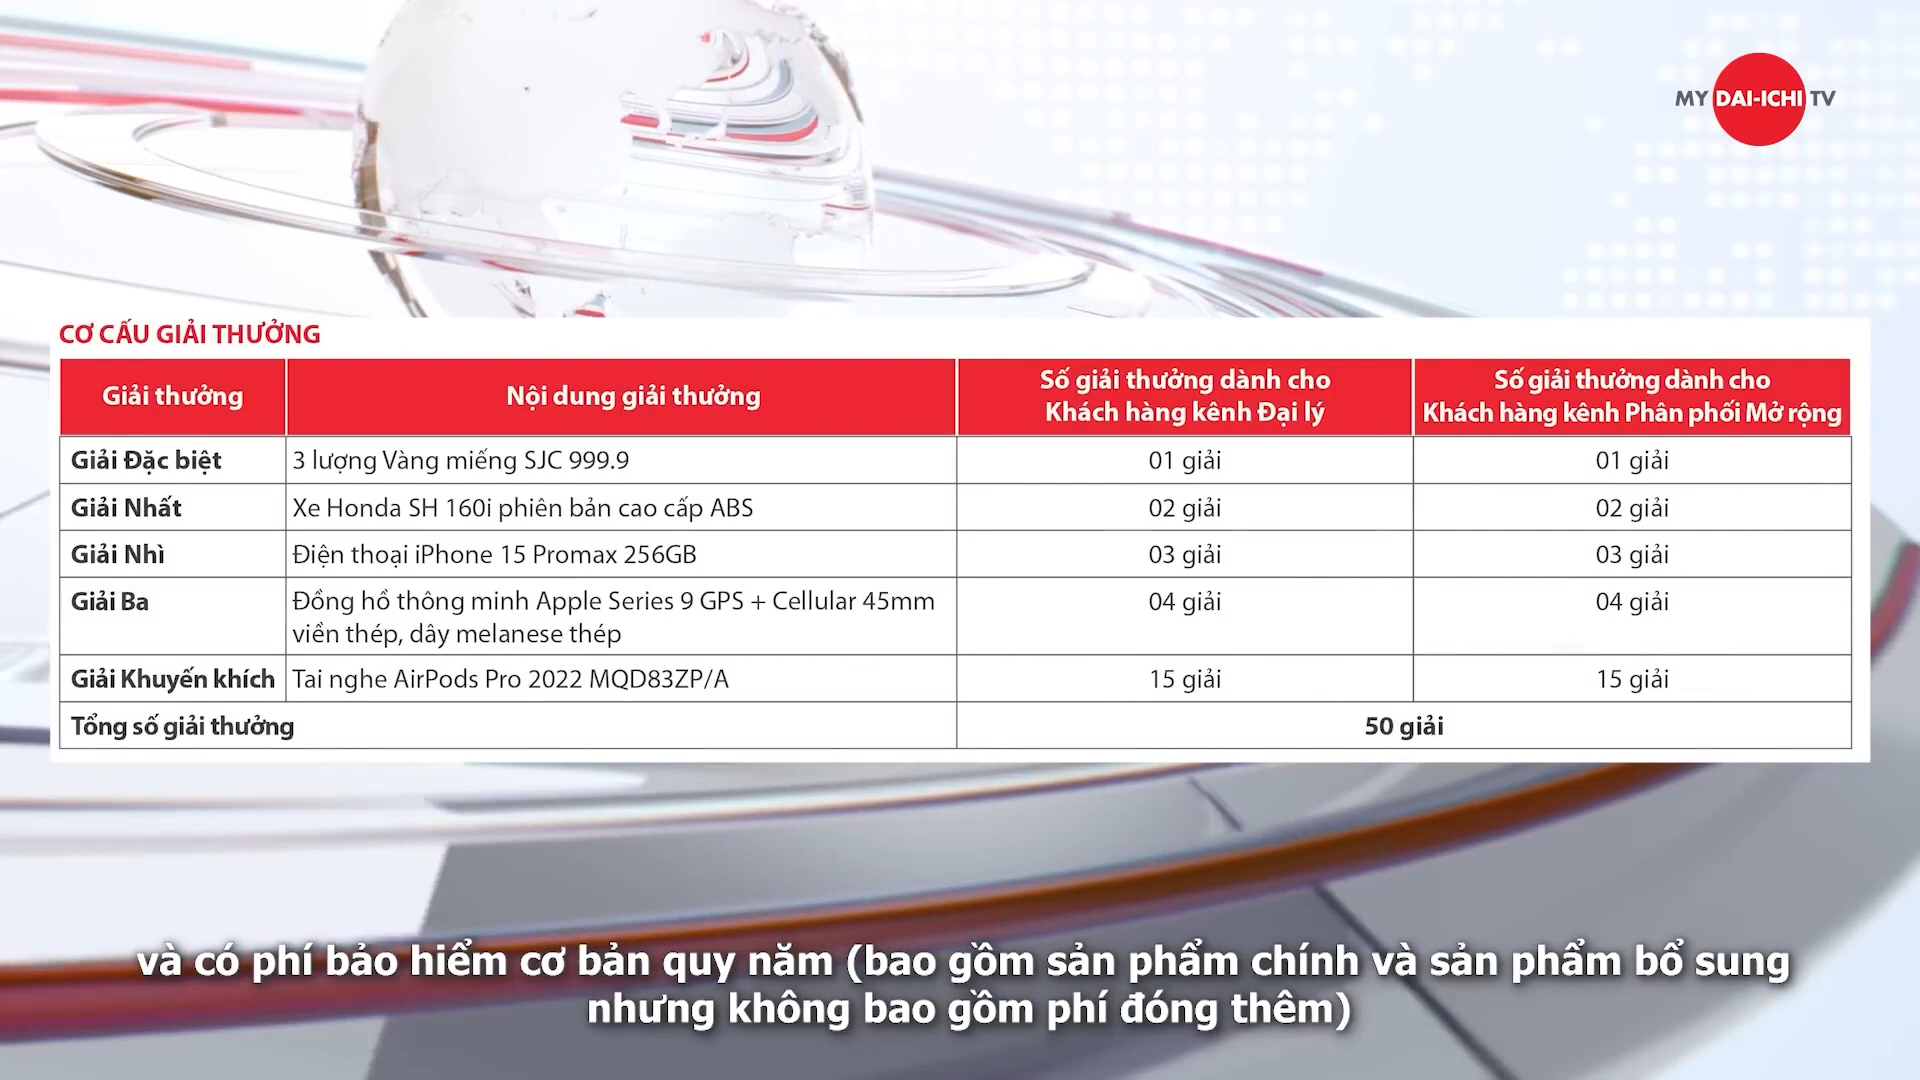 MY DAI-ICHI TV
CƠ CẤU GIẢI THƯỞNG
Giải thưởng
Nội dung giải thưởng
Số giải thưởng dành cho
Khách hàng kênh Đại lý
Số giải thưởng dành cho
Khách hàng kênh Phân phối Mở rộng
Giải Đặc biệt
3 lượng Vàng miếng SJC 999.9
01 giải
01 giải
Giải Nhất
Xe Honda SH 160i phiên bản cao cấp ABS
02 giải
02 giải
Giải Nhì
Điện thoại iPhone 15 Promax 256GB
03 giải
03 giải
Giải Ba
Đồng hồ thông minh Apple Series 9 GPS + Cellular 45mm
viền thép, dây melanese thép
04 giải
04 giải
Giải Khuyến khích
Tai nghe AirPods Pro 2022 MQD83ZP/A
15 giải
15 giải
Tổng số giải thưởng
50 giải
và có phí bảo hiểm cơ bản quy năm (bao gồm sản phẩm chính và sản phẩm bổ sung
nhưng không bao gồm phí đóng thêm)